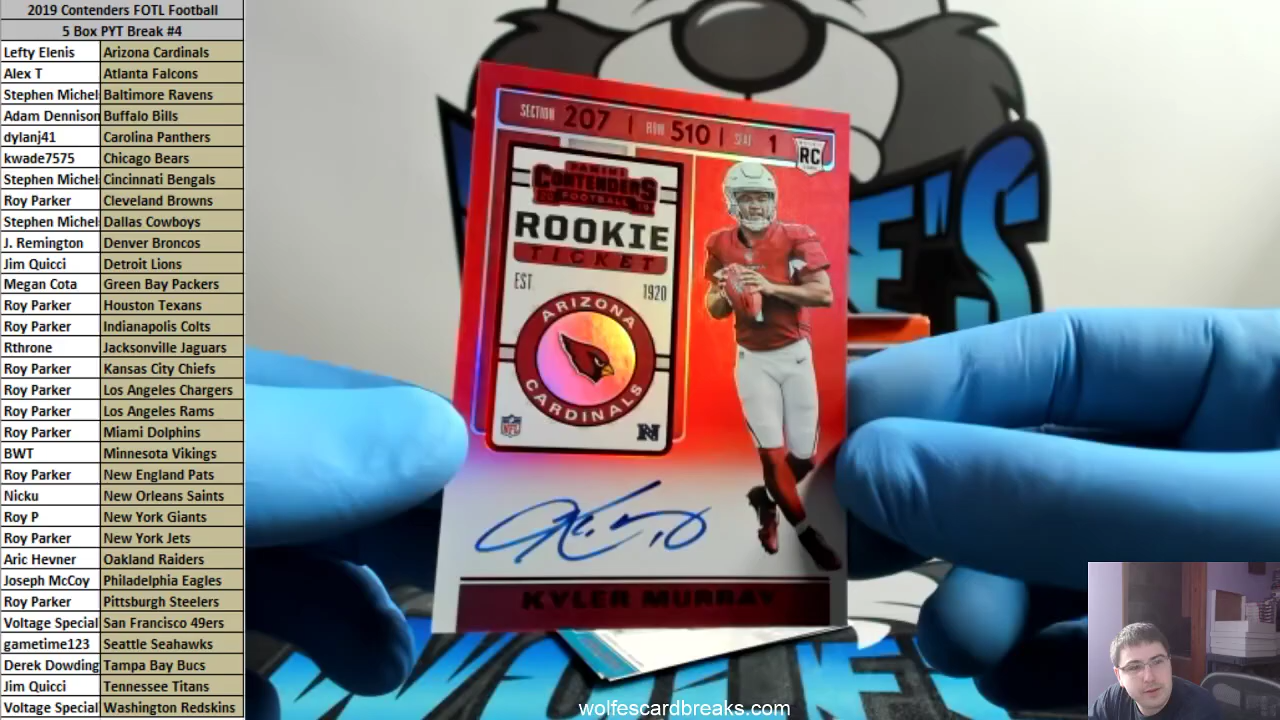 2019 Contenders FOTL Football
5 Box PYT Break #4
Lefty Elenis Arizona Cardinals
Alex T Atlanta Falcons
Stephen Michel Baltimore Ravens
Adam Dennison Buffalo Bills
dylanj41 Carolina Panthers
kwade7575 Chicago Bears
Stephen Michel Cincinnati Bengals
Roy Parker Cleveland Browns
Stephen Michel Dallas Cowboys
J. Remington Denver Broncos
Jim Quicci Detroit Lions
Megan Cota Green Bay Packers
Roy Parker Houston Texans
Roy Parker Indianapolis Colts
Rthrone Jacksonville Jaguars
Roy Parker Kansas City Chiefs
Roy Parker Los Angeles Chargers
Roy Parker Los Angeles Rams
Roy Parker Miami Dolphins
BWT Minnesota Vikings
Roy Parker New England Pats
Nicku New Orleans Saints
Roy P New York Giants
Roy Parker New York Jets
Aric Hevner Oakland Raiders
Joseph McCoy Philadelphia Eagles
Roy Parker Pittsburgh Steelers
Voltage Special San Francisco 49ers
gametime123 Seattle Seahawks
Derek Dowding Tampa Bay Bucs
Jim Quicci Tennessee Titans
Voltage Special Washington Redskins
SECTION 207 | ROW 510 | SEAT 1
RC
PANINI
CONTENDERS
FOOTBALL
ROOKIE
TICKET
EST. 1920
ARIZONA
CARDINALS
NFL
KYLER MURRAY
E'S
wolfescardbreaks.com